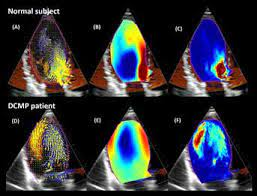 Normal subject
(A) (B) (C)
DCMP patient
(D) (E) (F)